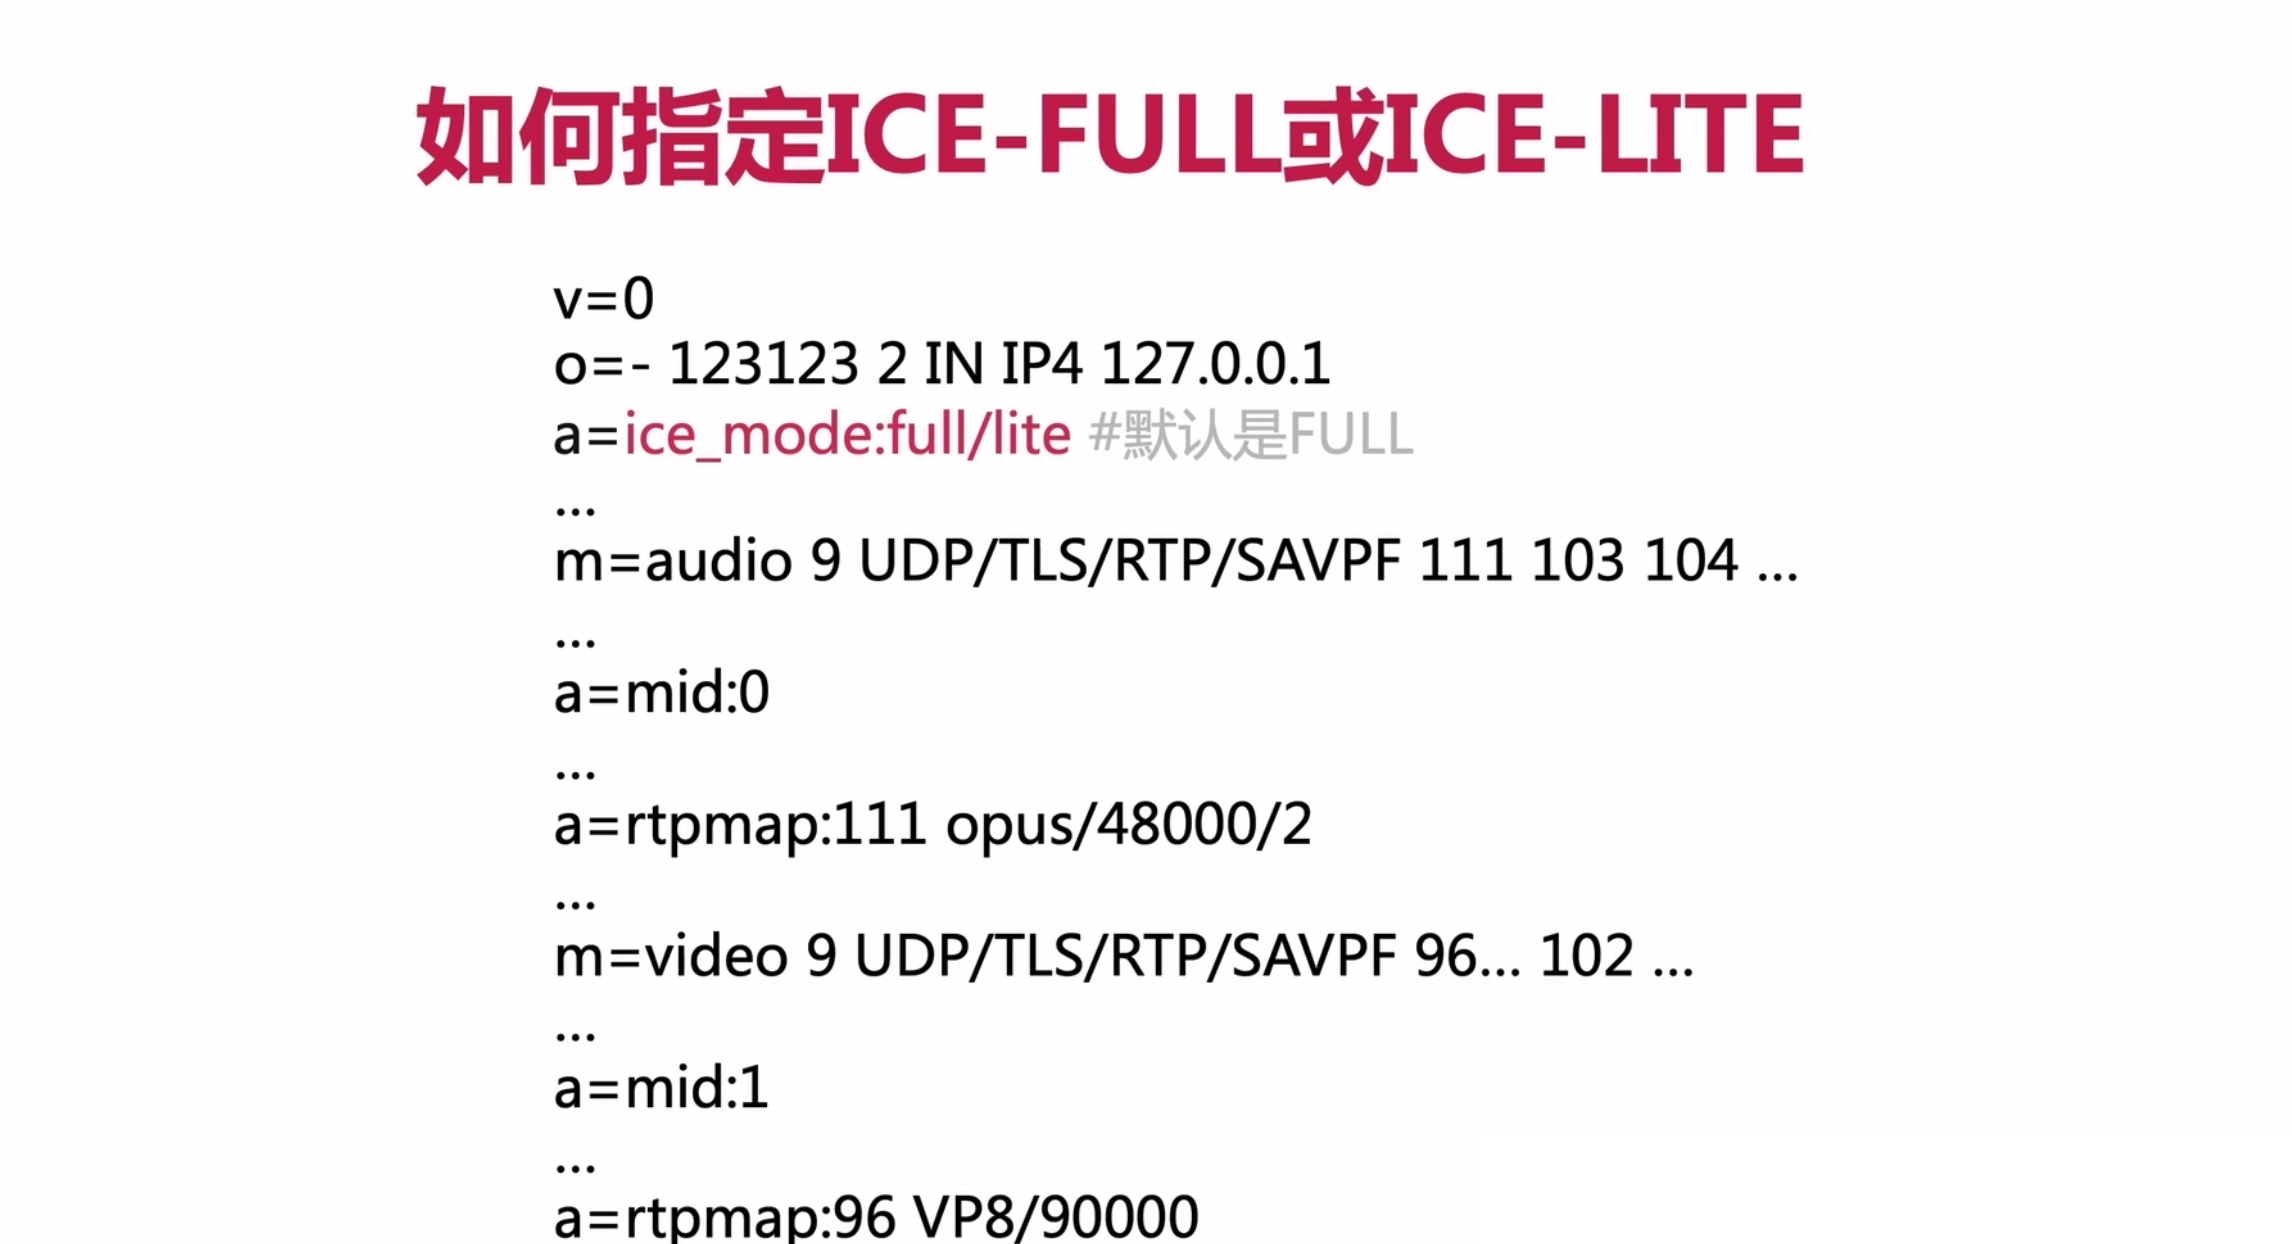 如何指定ICE-FULL或ICE-LITE
v=0
o=- 123123 2 IN IP4 127.0.0.1
a=ice_mode:full/lite #默认是FULL
...
m=audio 9 UDP/TLS/RTP/SAVPF 111 103 104 ...
...
a=mid:0
...
a=rtpmap:111 opus/48000/2
...
m=video 9 UDP/TLS/RTP/SAVPF 96... 102 ...
...
a=mid:1
...
a=rtpmap:96 VP8/90000